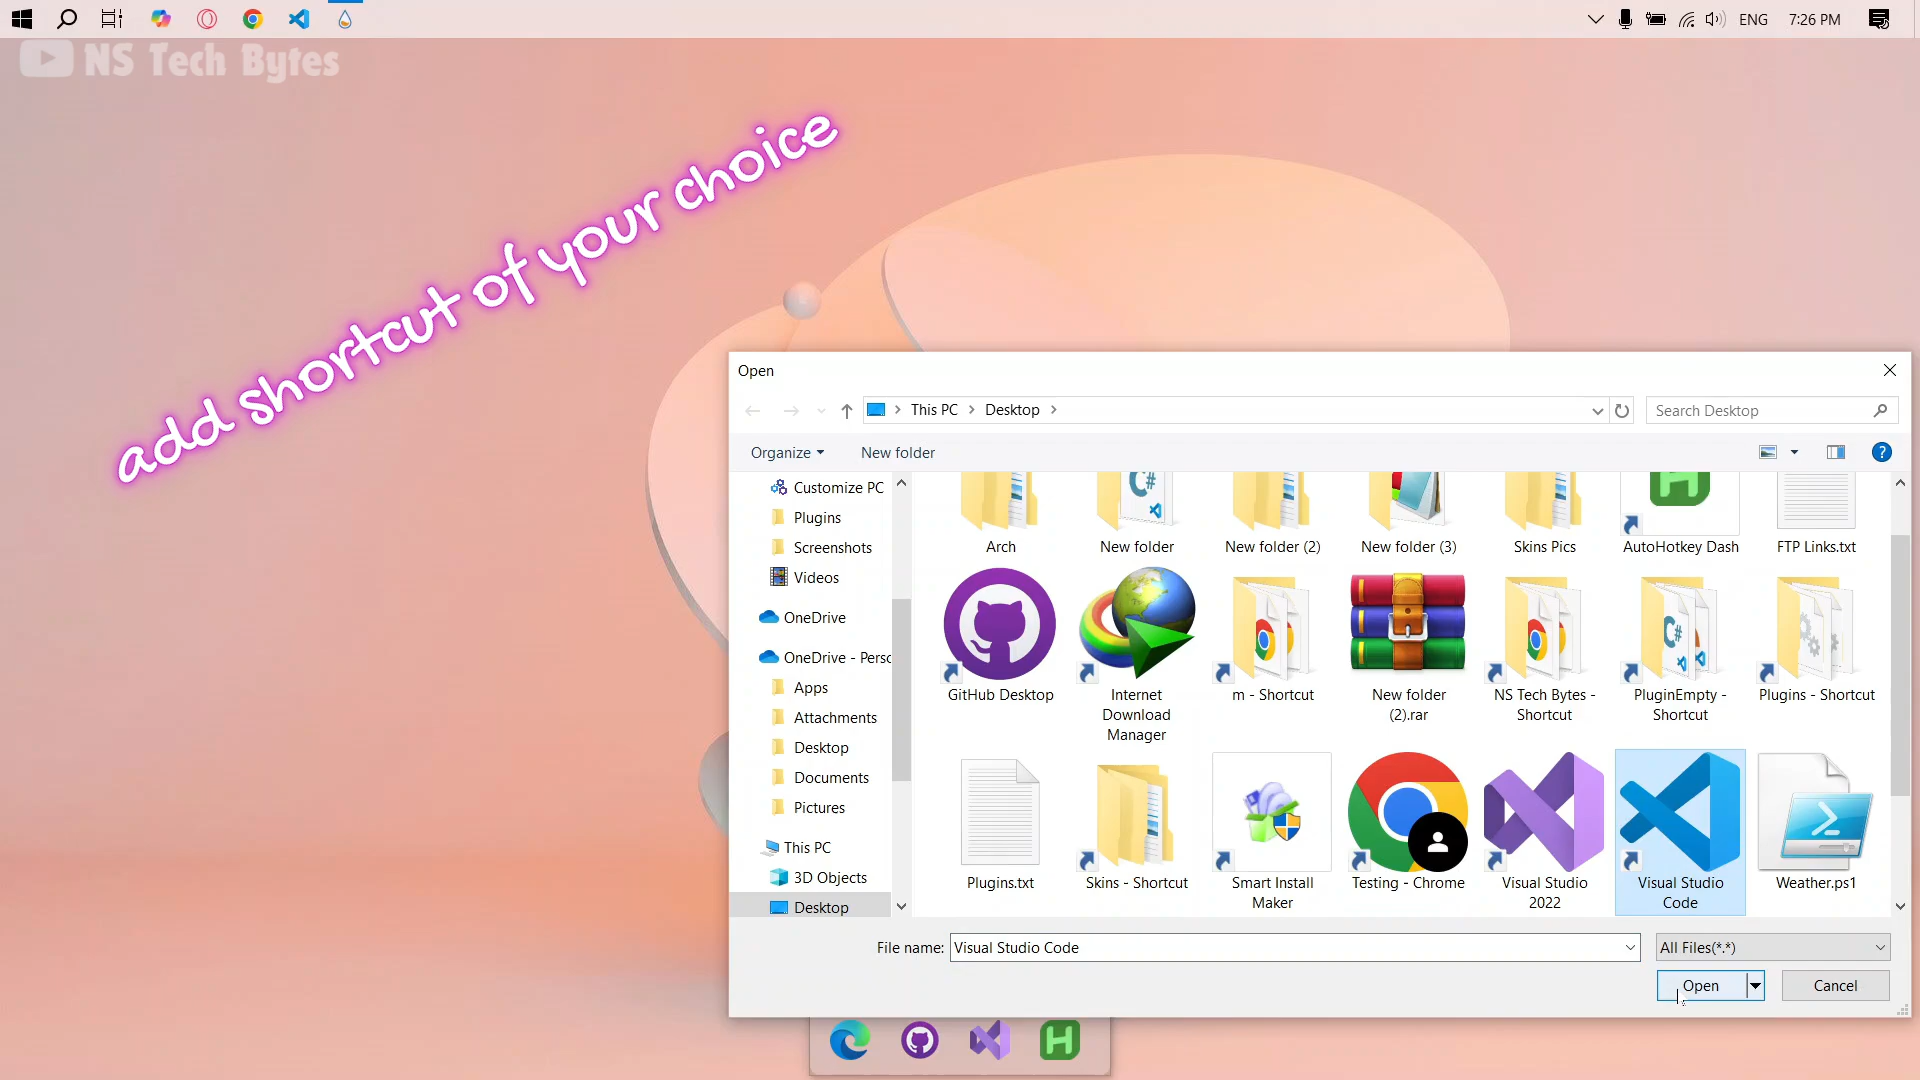 ENG
7:26 PM
NS Tech Bytes
add shortcut of your choice
Open
This PC
Desktop
Search Desktop
Organize
New folder
?
Customize PC
Plugins
Screenshots
Videos
OneDrive
OneDrive - Persc
Apps
Attachments
Desktop
Documents
Pictures
This PC
3D Objects
Desktop
Arch
New folder
New folder (2)
New folder (3)
Skins Pics
AutoHotkey Dash
FTP Links.txt
GitHub Desktop
Internet
Download
Manager
m - Shortcut
New folder
(2).rar
NS Tech Bytes -
Shortcut
PluginEmpty -
Shortcut
Plugins - Shortcut
Plugins.txt
Skins - Shortcut
Smart Install
Maker
Testing - Chrome
Visual Studio
2022
Visual Studio
Code
Weather.ps1
File name:
Visual Studio Code
All Files(*.*)
Open
Cancel
H